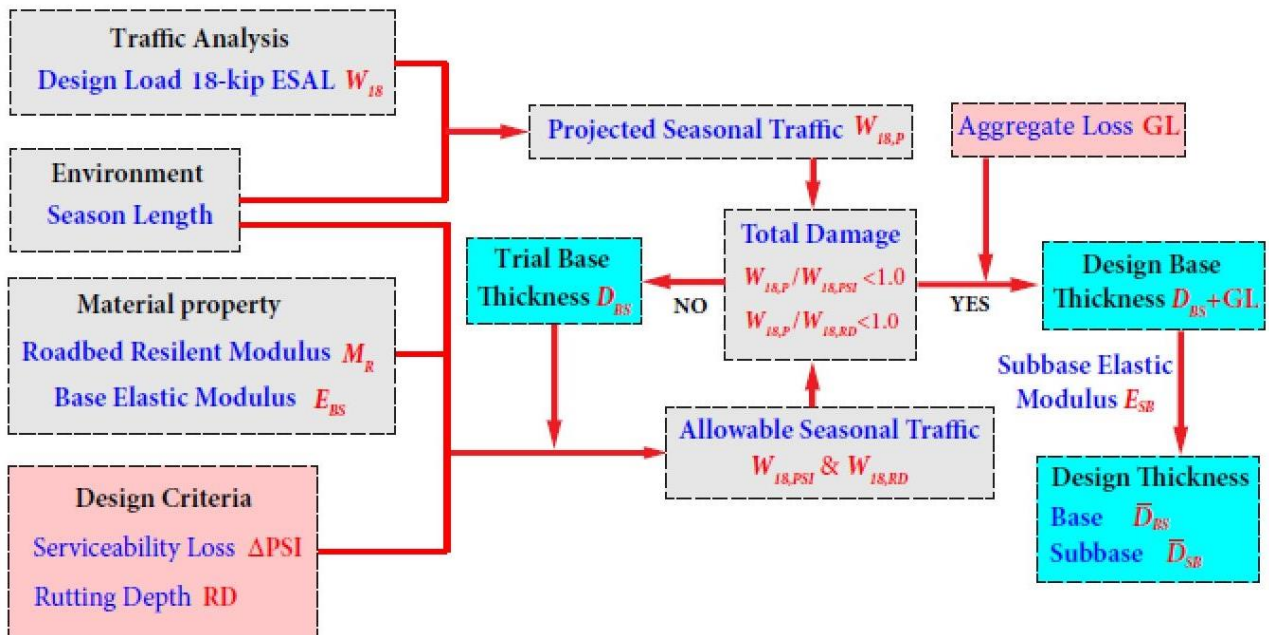 Traffic Analysis
Design Load 18-kip ESAL W18
Environment
Season Length
Material property
Roadbed Resilent Modulus MR
Base Elastic Modulus EBS
Design Criteria
Serviceability Loss ΔPSI
Rutting Depth RD
Projected Seasonal Traffic W18,P
Aggregate Loss GL
Trial Base
Thickness DBS
NO
Total Damage
W18,P/W18,PSI<1.0
W18,P/W18,RD<1.0
YES
Design Base
Thickness DBS+GL
Subbase Elastic
Modulus ESB
Allowable Seasonal Traffic
W18,PSI & W18,RD
Design Thickness
Base D̅BS
Subbase D̅SB